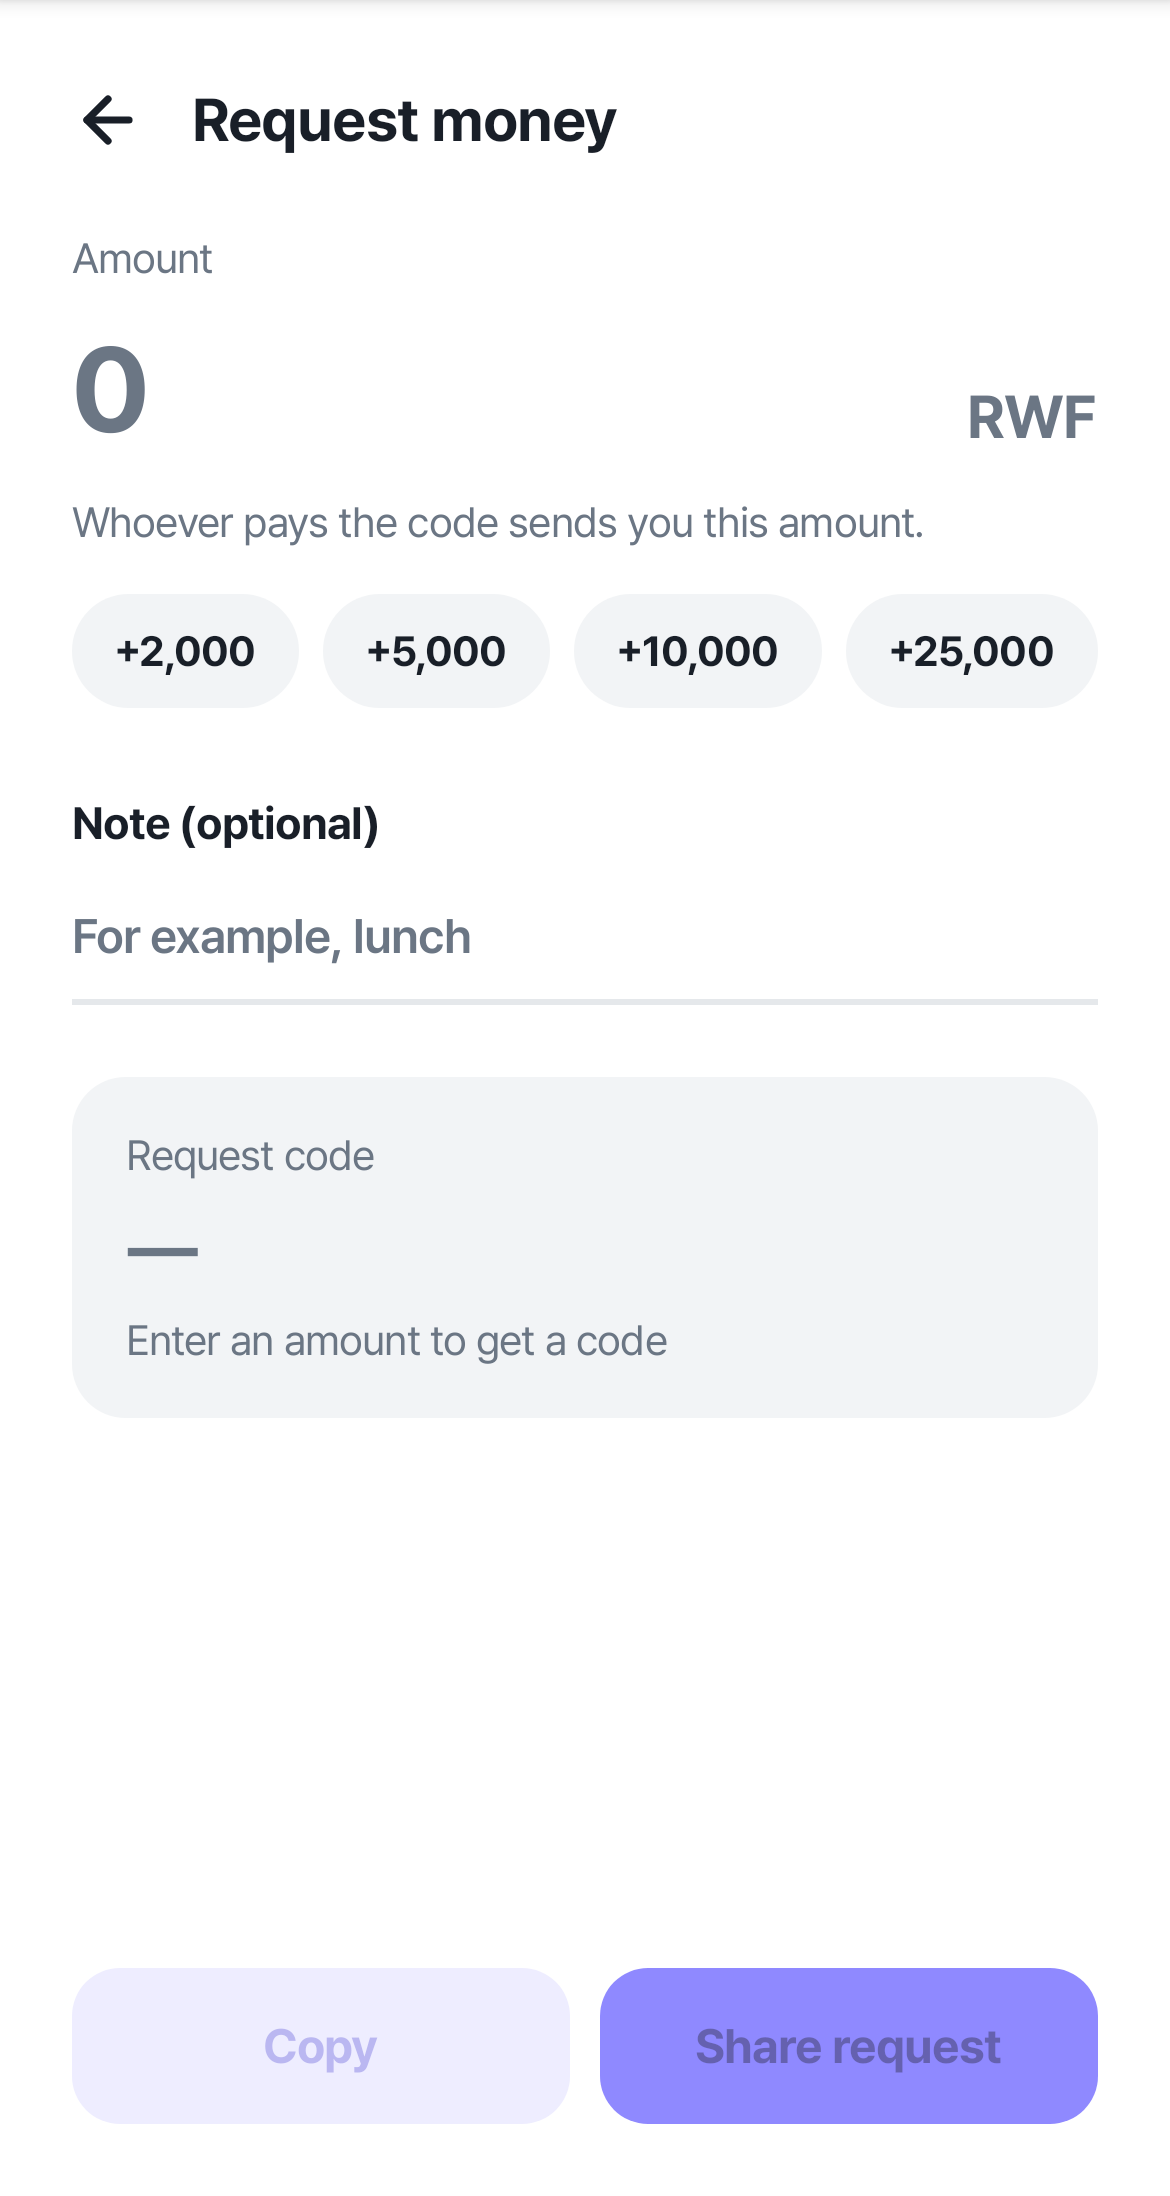 Request money
Amount
0
RWF
Whoever pays the code sends you this amount.
+2,000 +5,000 +10,000 +25,000
Note (optional)
For example, lunch
Request code
—
Enter an amount to get a code
Copy
Share request